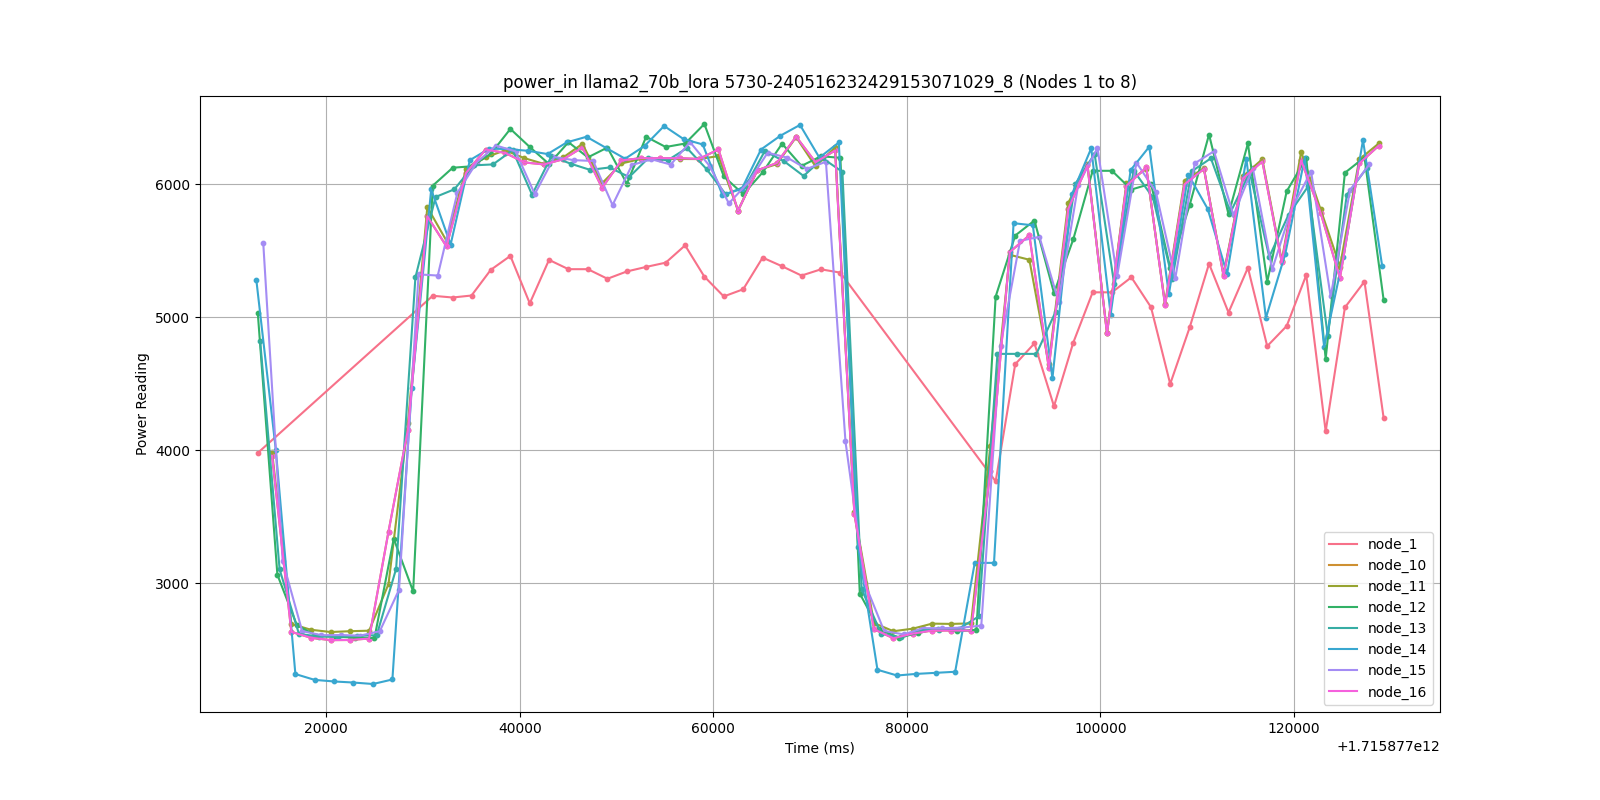 power_in llama2_70b_lora 5730-240516232429153071029_8 (Nodes 1 to 8)
Power Reading
6000
5000
4000
3000
node_1
node_10
node_11
node_12
node_13
node_14
node_15
node_16
20000 40000 60000 80000 100000 120000
Time (ms)
+1.715877e12